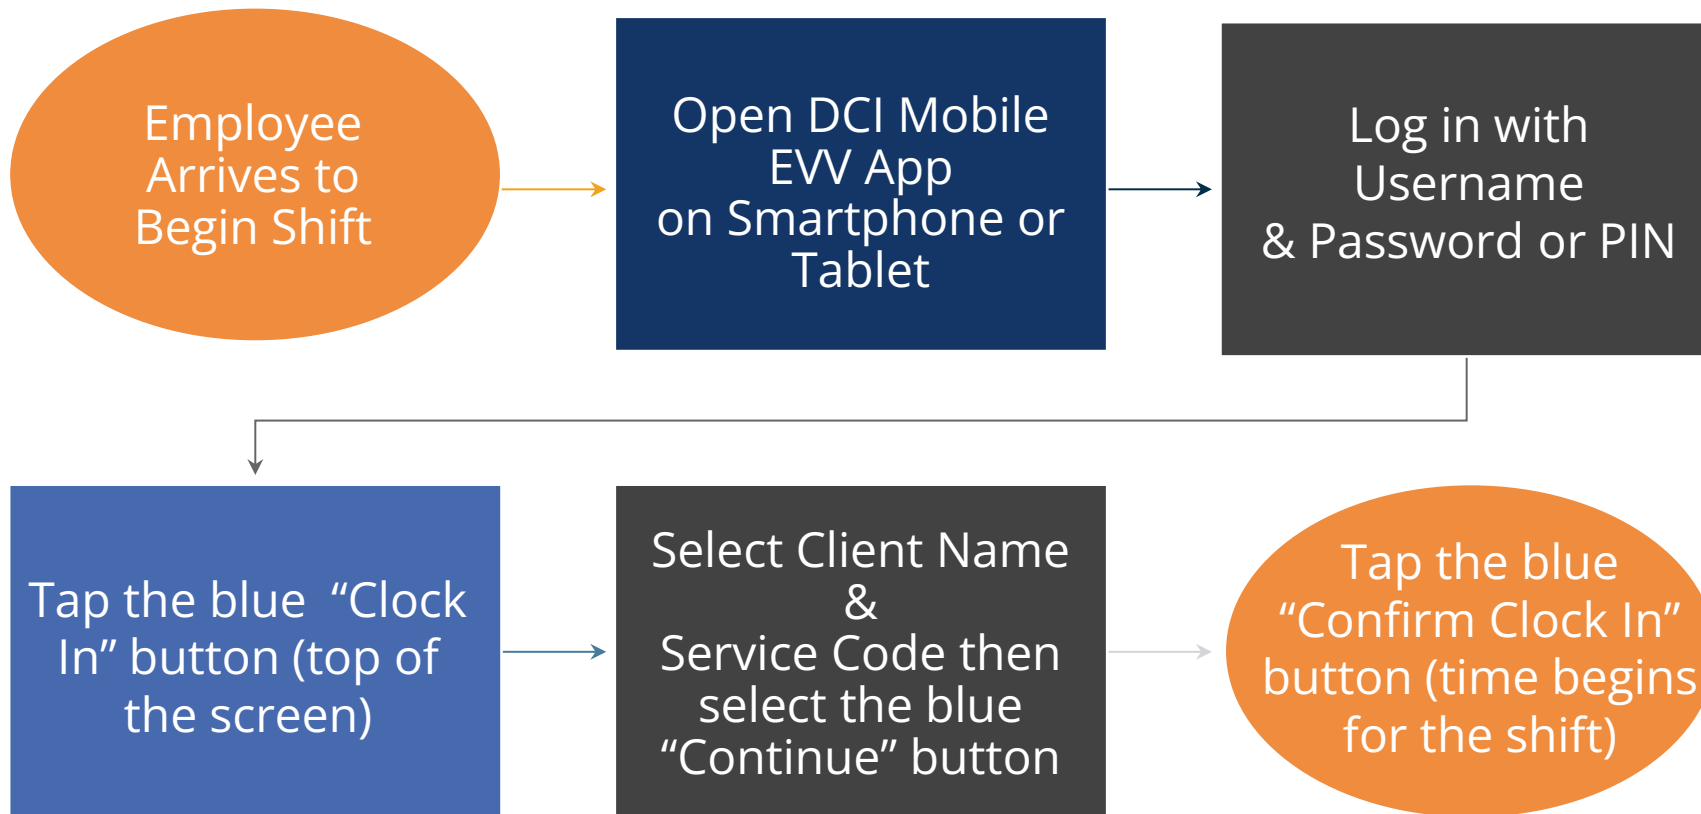 Employee
Arrives to
Begin Shift
Open DCI Mobile
EVV App
on Smartphone or
Tablet
Log in with
Username
& Password or PIN
Tap the blue  “Clock
In” button (top of
the screen)
Select Client Name
&
Service Code then
select the blue
“Continue” button
Tap the blue
“Confirm Clock In”
button (time begins
for the shift)